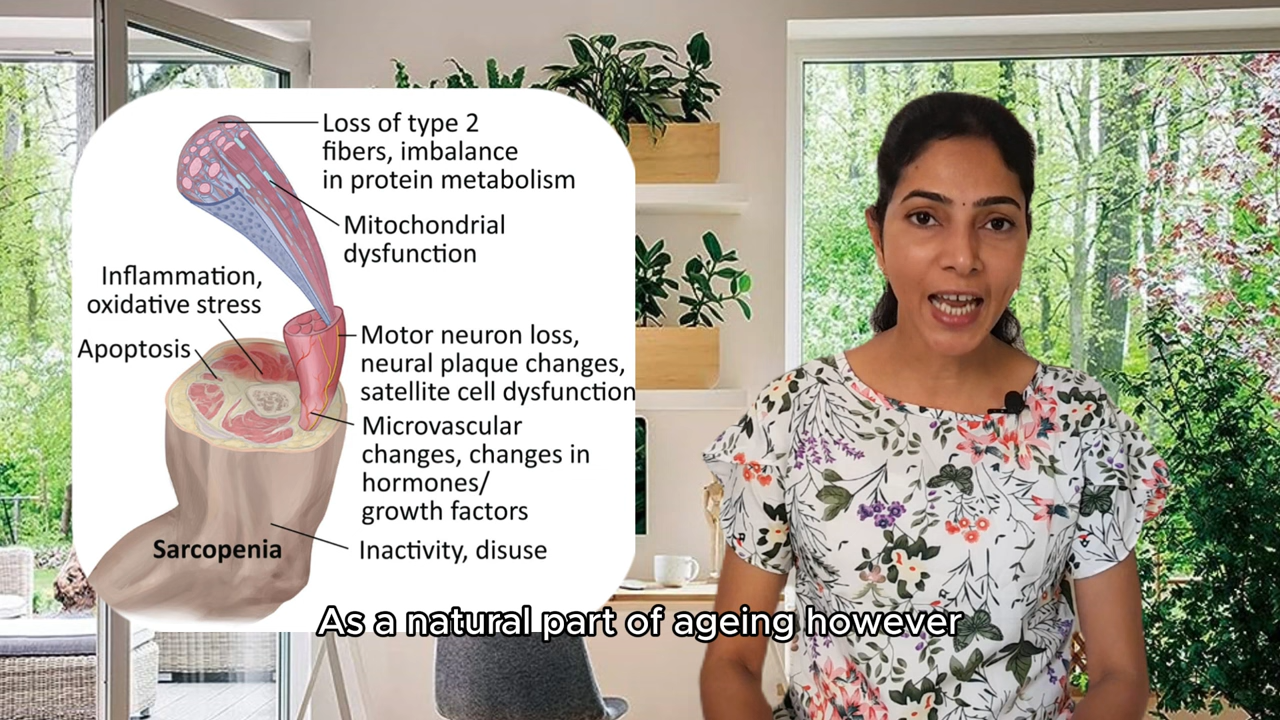 Loss of type 2
fibers, imbalance
in protein metabolism
Mitochondrial
dysfunction
Inflammation,
oxidative stress
Apoptosis
Motor neuron loss,
neural plaque changes,
satellite cell dysfunction
Microvascular
changes, changes in
hormones/
growth factors
Sarcopenia
Inactivity, disuse
As a natural part of ageing however